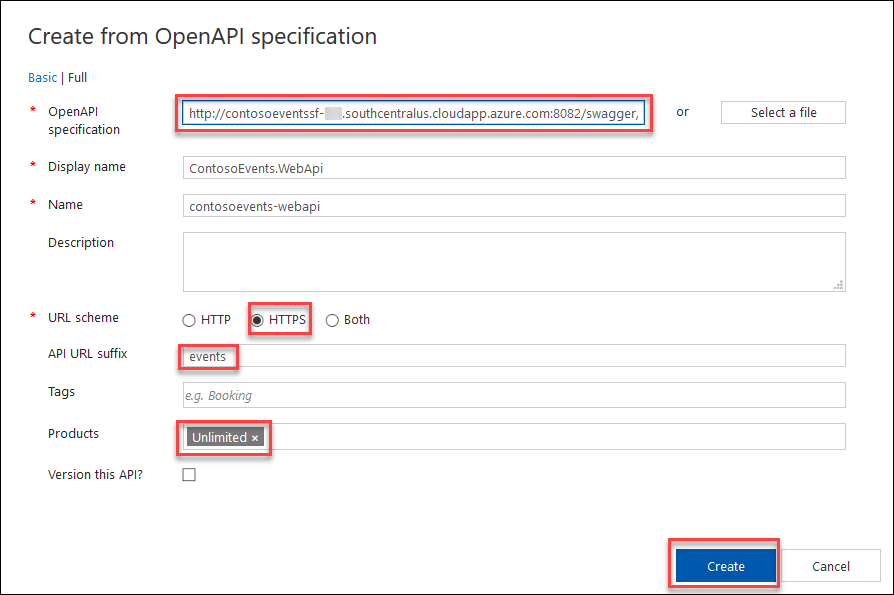 Create from OpenAPI specification
Basic | Full
* OpenAPI specification
http://contosoeventssf-.southcentralus.cloudapp.azure.com:8082/swagger/
or
Select a file
* Display name
ContosoEvents.WebApi
* Name
contosoevents-webapi
Description
* URL scheme
HTTP
HTTPS
Both
API URL suffix
events
Tags
e.g. Booking
Products
Unlimited ×
Version this API?
Create
Cancel